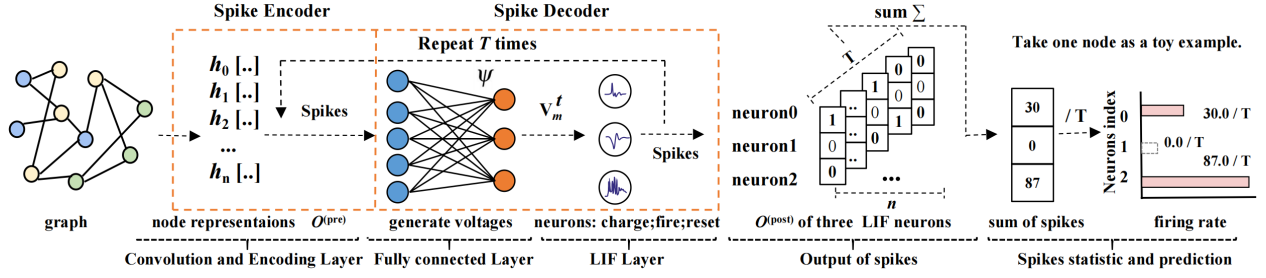 Spike Encoder
Spike Decoder
sum ∑
Repeat T times
Take one node as a toy example.
h0 [..]
h1 [..]
h2 [..]
...
hn [..]
Spikes
ψ
V_m^t
Spikes
T
neuron0
neuron1
neuron2
1
0
0
..
..
1
0
0
0
0
1
0
0
0
...
n
30
0
87
/ T
Neurons index
0
1
2
30.0 / T
0.0 / T
87.0 / T
graph
node representaions O(pre)
generate voltages
neurons: charge;fire;reset
O(post) of three LIF neurons
sum of spikes
firing rate
Convolution and Encoding Layer
Fully connected Layer
LIF Layer
Output of spikes
Spikes statistic and prediction